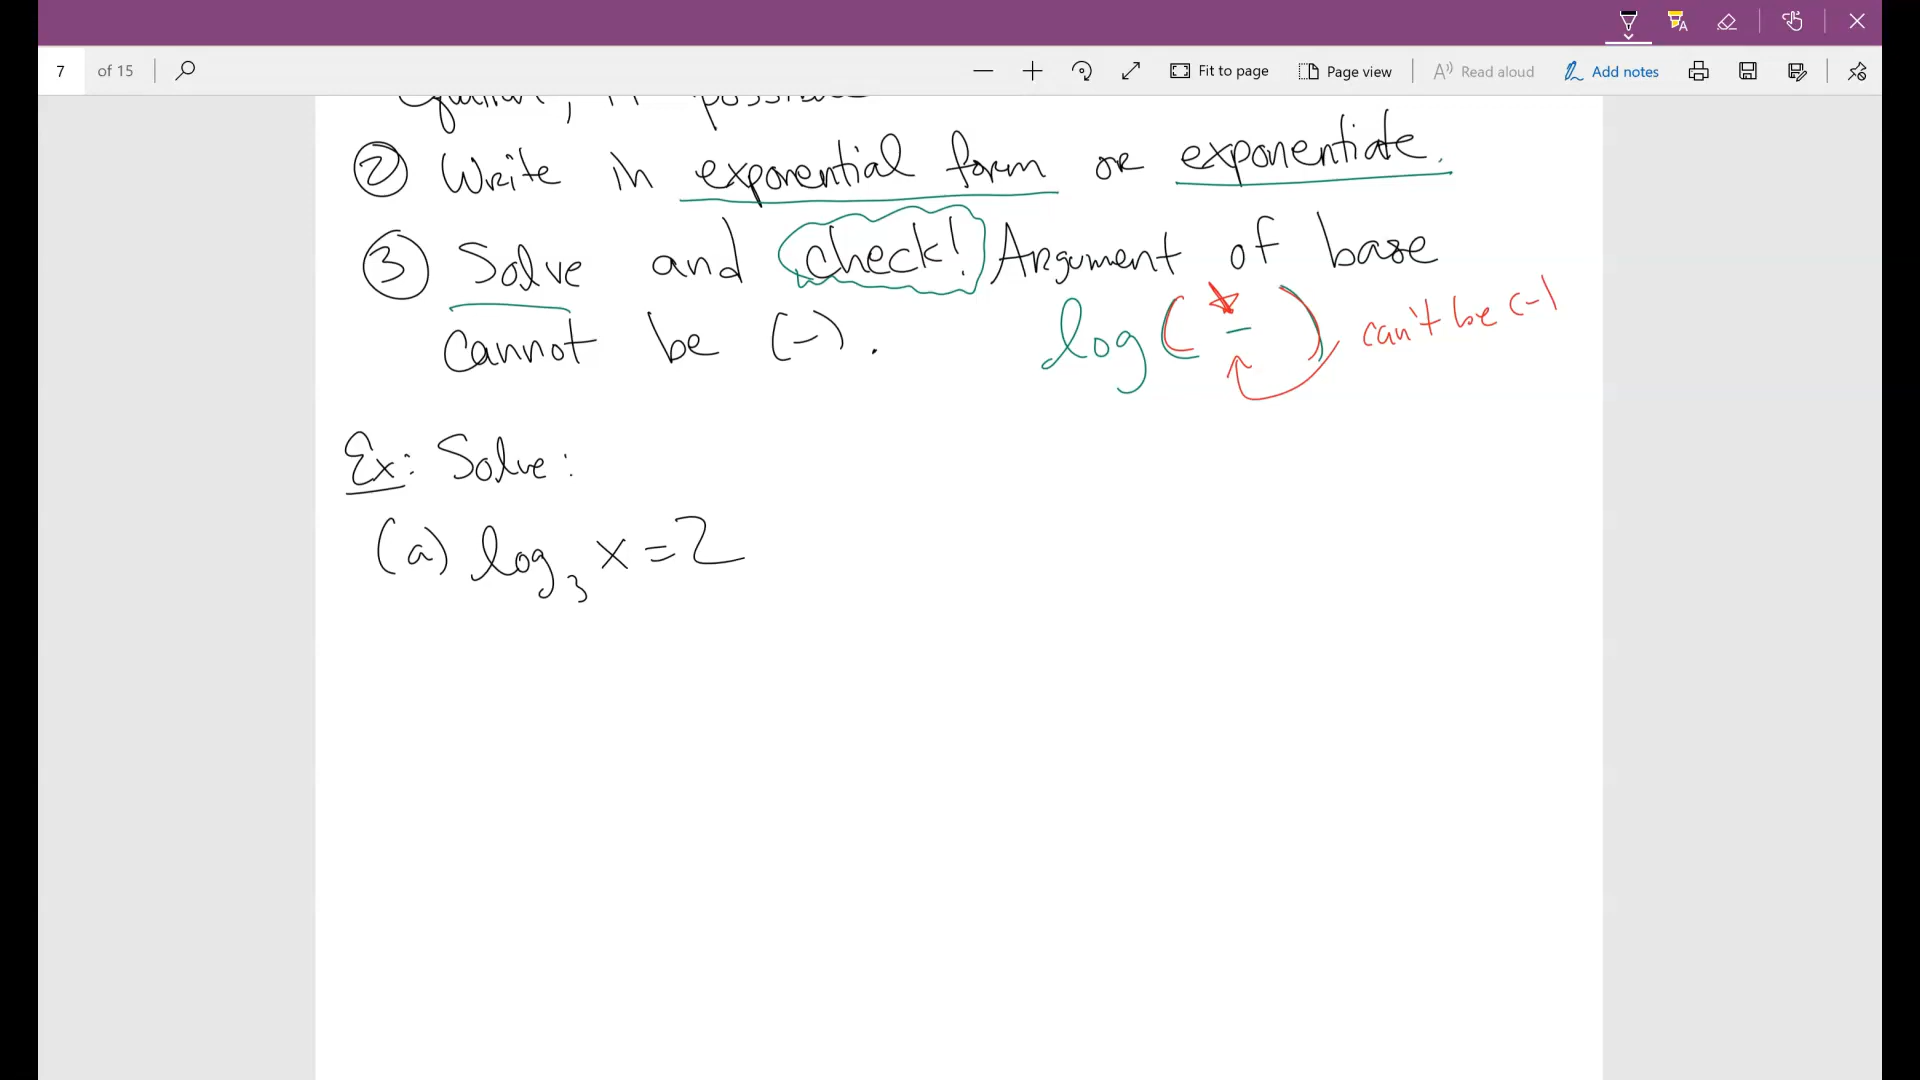 7 of 15 Fit to page Page view Read aloud Add notes
② Write in exponential form or exponentiate.
③ Solve and check! Argument of base
cannot be (-). log( - ) can't be (-)
Ex: Solve:
(a) log₃ x = 2